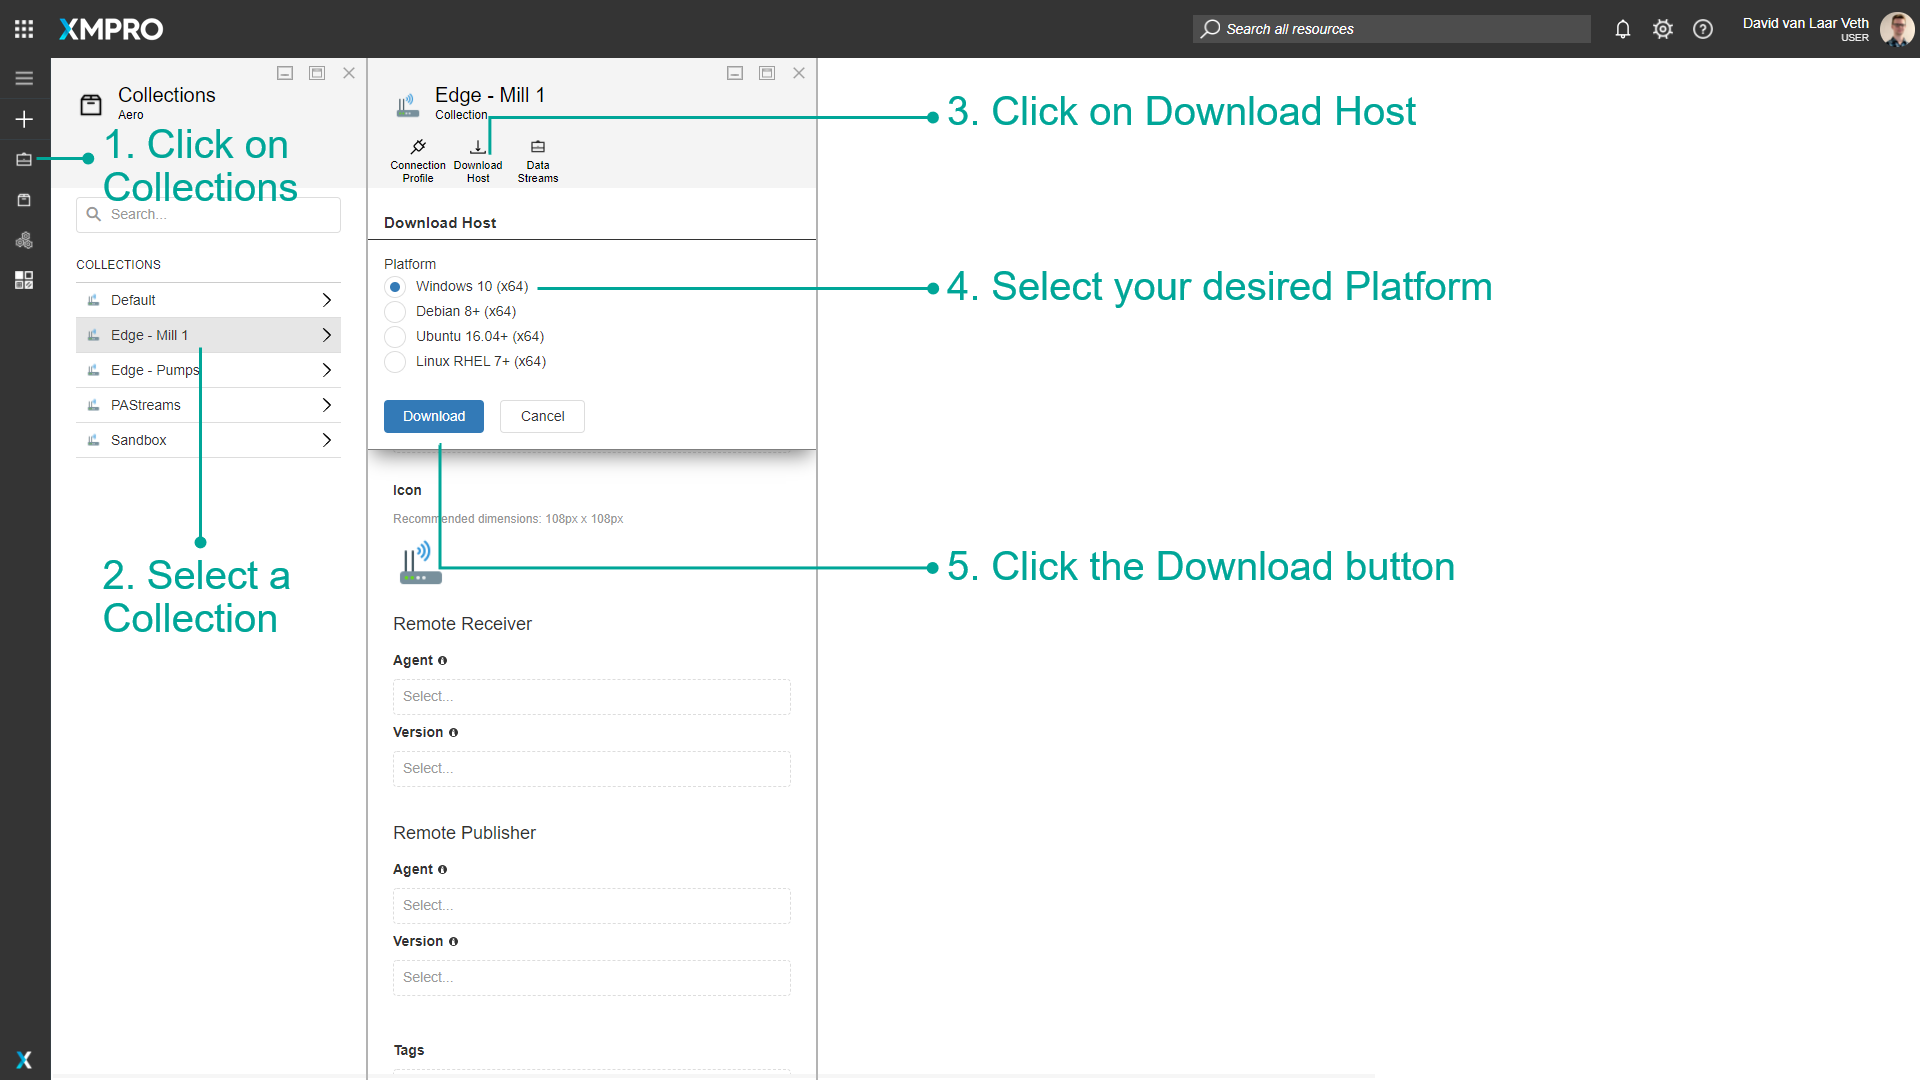 XMPRO
Search all resources
David van Laar Veth
USER
Collections
Aero
1. Click on
Collections
Search...
COLLECTIONS
Default
Edge - Mill 1
Edge - Pumps
PAStreams
Sandbox
2. Select a
Collection
Edge - Mill 1
Collection
Connection
Profile
Download
Host
Data
Streams
3. Click on Download Host
Download Host
Platform
Windows 10 (x64)
Debian 8+ (x64)
Ubuntu 16.04+ (x64)
Linux RHEL 7+ (x64)
4. Select your desired Platform
Download
Cancel
Icon
Recommended dimensions: 108px x 108px
5. Click the Download button
Remote Receiver
Agent
Select...
Version
Select...
Remote Publisher
Agent
Select...
Version
Select...
Tags
X